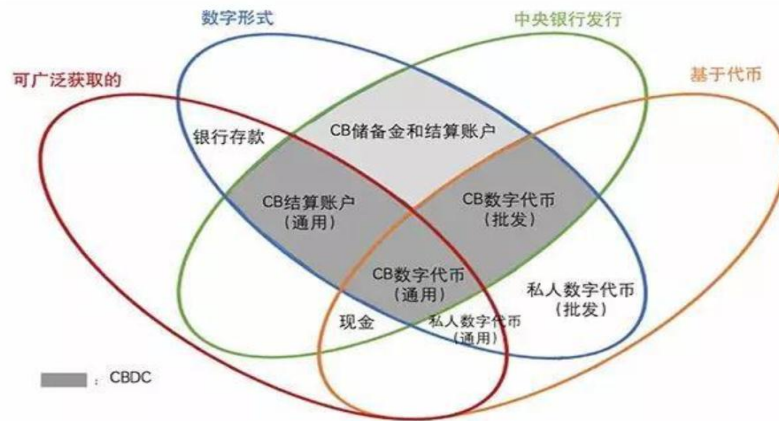 数字形式
中央银行发行
可广泛获取的
基于代币
银行存款
CB储备金和结算账户
CB结算账户
(通用)
CB数字代币
(批发)
CB数字代币
(通用)
私人数字代币
(批发)
现金
私人数字代币
(通用)
: CBDC